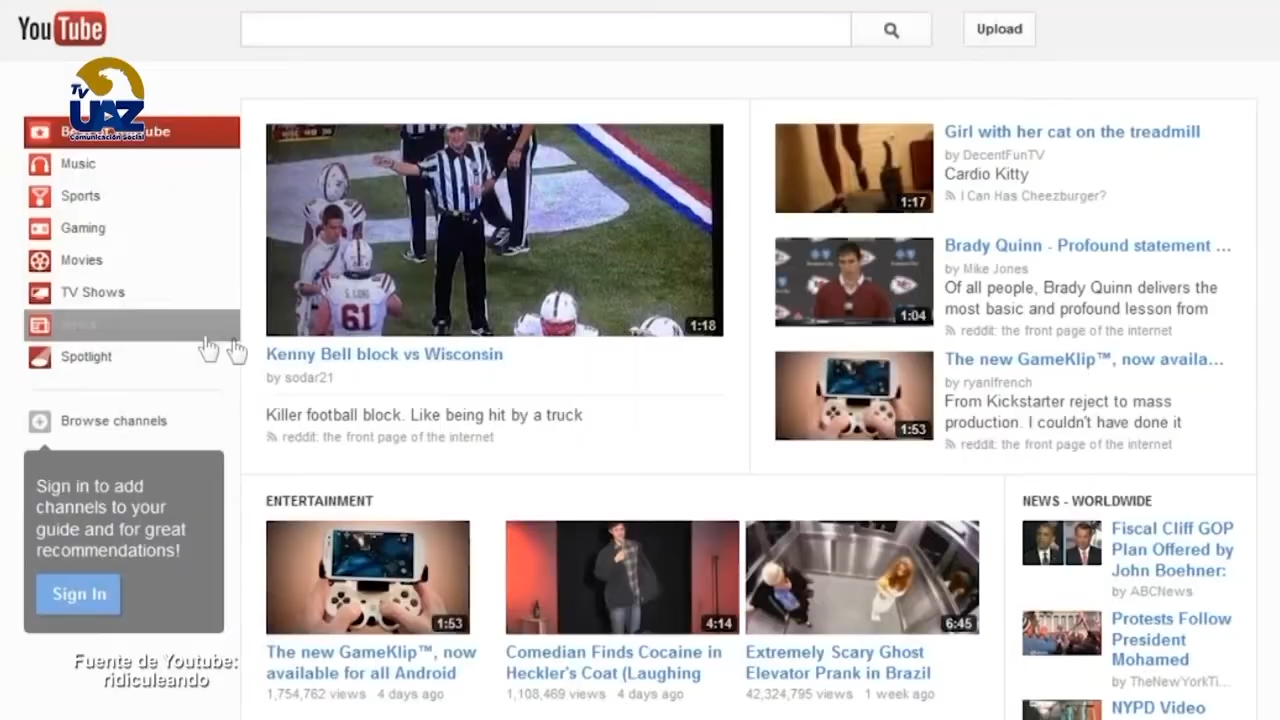 YouTube
Upload
TV
UAZ
Comunicación Social
Music
Sports
Gaming
Movies
TV Shows
Spotlight
Browse channels
Sign in to add
channels to your
guide and for great
recommendations!
Sign In
Fuente de Youtube:
ridiculeando
61
1:18
Kenny Bell block vs Wisconsin
by sodar21
Killer football block. Like being hit by a truck
reddit: the front page of the internet
1:17
Girl with her cat on the treadmill
by DecentFunTV
Cardio Kitty
I Can Has Cheezburger?
1:04
Brady Quinn - Profound statement ...
by Mike Jones
Of all people, Brady Quinn delivers the
most basic and profound lesson from
reddit: the front page of the internet
1:53
The new GameKlip™, now availa...
by ryanlfrench
From Kickstarter reject to mass
production. I couldn't have done it
reddit: the front page of the internet
ENTERTAINMENT
1:53
The new GameKlip™, now
available for all Android
1,754,762 views 4 days ago
4:14
Comedian Finds Cocaine in
Heckler's Coat (Laughing
1,108,469 views 4 days ago
6:45
Extremely Scary Ghost
Elevator Prank in Brazil
42,324,795 views 1 week ago
NEWS - WORLDWIDE
Fiscal Cliff GOP
Plan Offered by
John Boehner:
by ABCNews
Protests Follow
President
Mohamed
by TheNewYorkTi...
NYPD Video